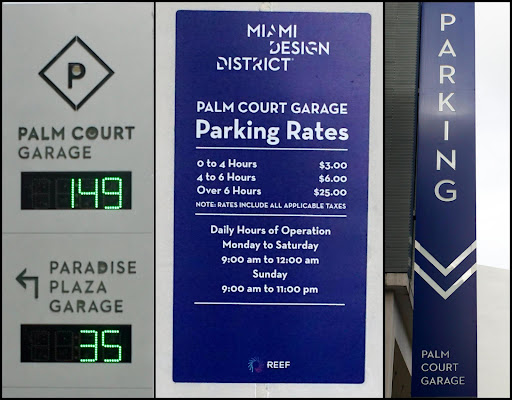 P
PALM COURT
GARAGE
149
PARADISE
PLAZA
GARAGE
35
MIAMI
DESIGN
DISTRICT
PALM COURT GARAGE
Parking Rates
0 to 4 Hours $3.00
4 to 6 Hours $6.00
Over 6 Hours $25.00
NOTE: RATES INCLUDE ALL APPLICABLE TAXES
Daily Hours of Operation
Monday to Saturday
9:00 am to 12:00 am
Sunday
9:00 am to 11:00 pm
REEF
PARKING
PALM
COURT
GARAGE